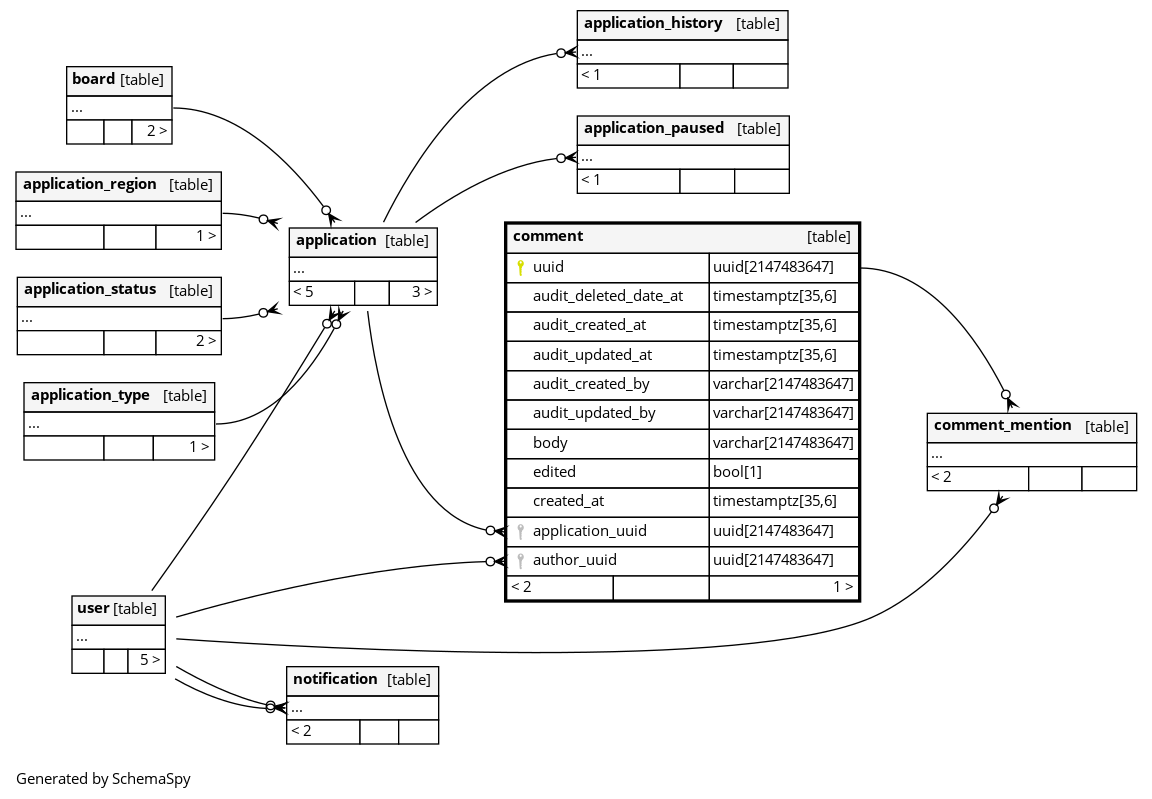 application_history [table]
...
< 1
board [table]
...
2 >
application_paused [table]
...
< 1
application_region [table]
...
1 >
application [table]
...
< 5 3 >
comment [table]
uuid uuid[2147483647]
audit_deleted_date_at timestamptz[35,6]
audit_created_at timestamptz[35,6]
audit_updated_at timestamptz[35,6]
audit_created_by varchar[2147483647]
audit_updated_by varchar[2147483647]
body varchar[2147483647]
edited bool[1]
created_at timestamptz[35,6]
application_uuid uuid[2147483647]
author_uuid uuid[2147483647]
< 2 1 >
application_status [table]
...
2 >
application_type [table]
...
1 >
comment_mention [table]
...
< 2
user [table]
...
5 >
notification [table]
...
< 2
Generated by SchemaSpy